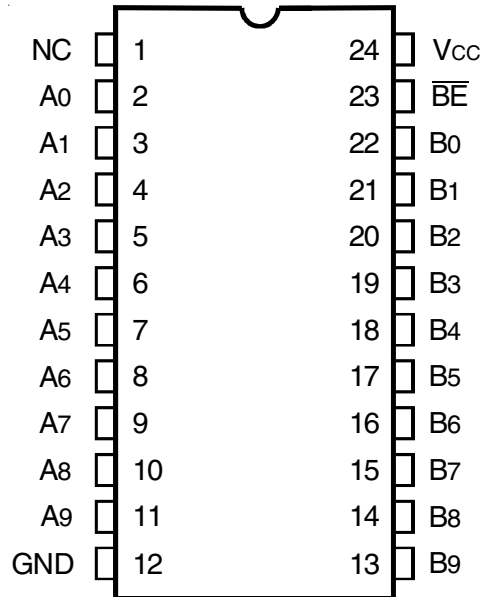 NC 1 24 VCC
A0 2 23 B̅E̅
A1 3 22 B0
A2 4 21 B1
A3 5 20 B2
A4 6 19 B3
A5 7 18 B4
A6 8 17 B5
A7 9 16 B6
A8 10 15 B7
A9 11 14 B8
GND 12 13 B9